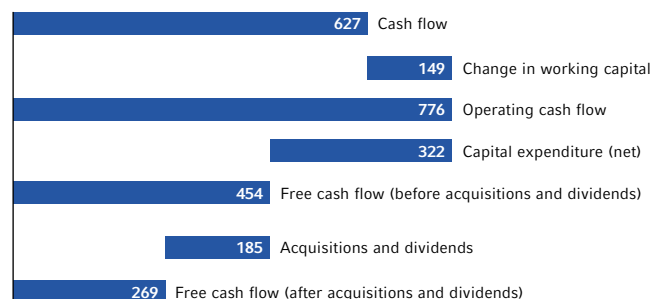 627 Cash flow
149 Change in working capital
776 Operating cash flow
322 Capital expenditure (net)
454 Free cash flow (before acquisitions and dividends)
185 Acquisitions and dividends
269 Free cash flow (after acquisitions and dividends)